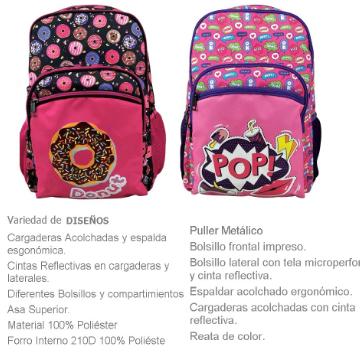 Donut
POP!
Variedad de DISEÑOS
Cargaderas Acolchadas y espalda
esgonómica.
Cintas Reflectivas en cargaderas y
laterales.
Diferentes Bolsillos y compartimientos
Asa Superior.
Material 100% Poliéster
Forro Interno 210D 100% Poliéste
Puller Metálico
Bolsillo frontal impreso.
Bolsillo lateral con tela microperfor
y cinta reflectiva.
Espaldar acolchado ergonómico.
Cargaderas acolchadas con cinta
reflectiva.
Reata de color.